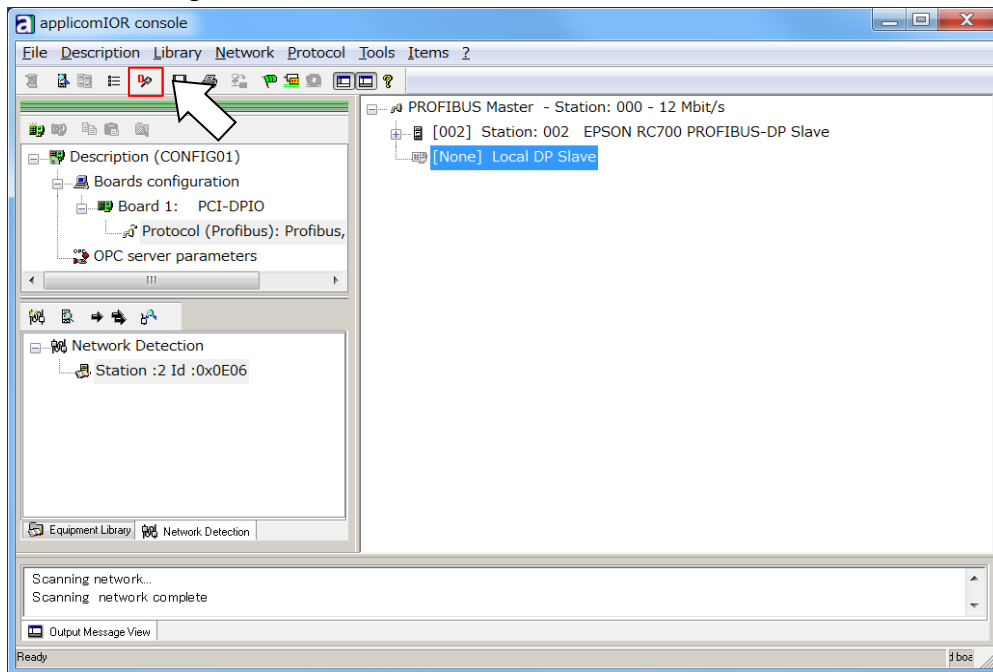 applicomIOR console
File Description Library Network Protocol Tools Items ?
PROFIBUS Master - Station: 000 - 12 Mbit/s
[002] Station: 002 EPSON RC700 PROFIBUS-DP Slave
[None] Local DP Slave
Description (CONFIG01)
Boards configuration
Board 1: PCI-DPIO
Protocol (Profibus): Profibus,
OPC server parameters
Network Detection
Station :2 Id :0x0E06
Equipment Library Network Detection
Scanning network...
Scanning network complete
Output Message View
Ready